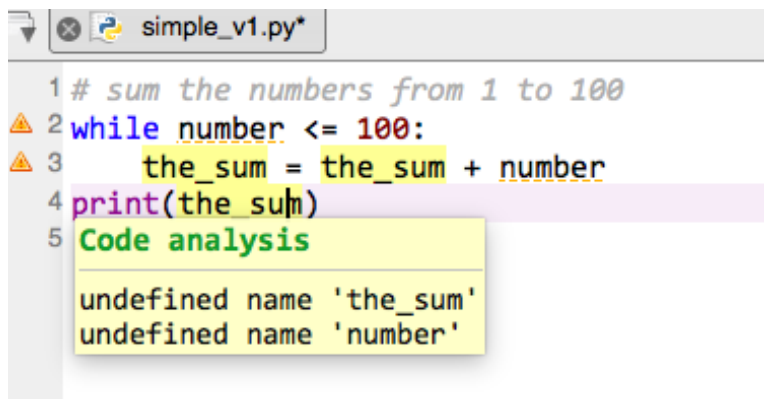 simple_v1.py*
1 # sum the numbers from 1 to 100
2 while number <= 100:
3     the_sum = the_sum + number
4 print(the_sum)
5
Code analysis
undefined name 'the_sum'
undefined name 'number'